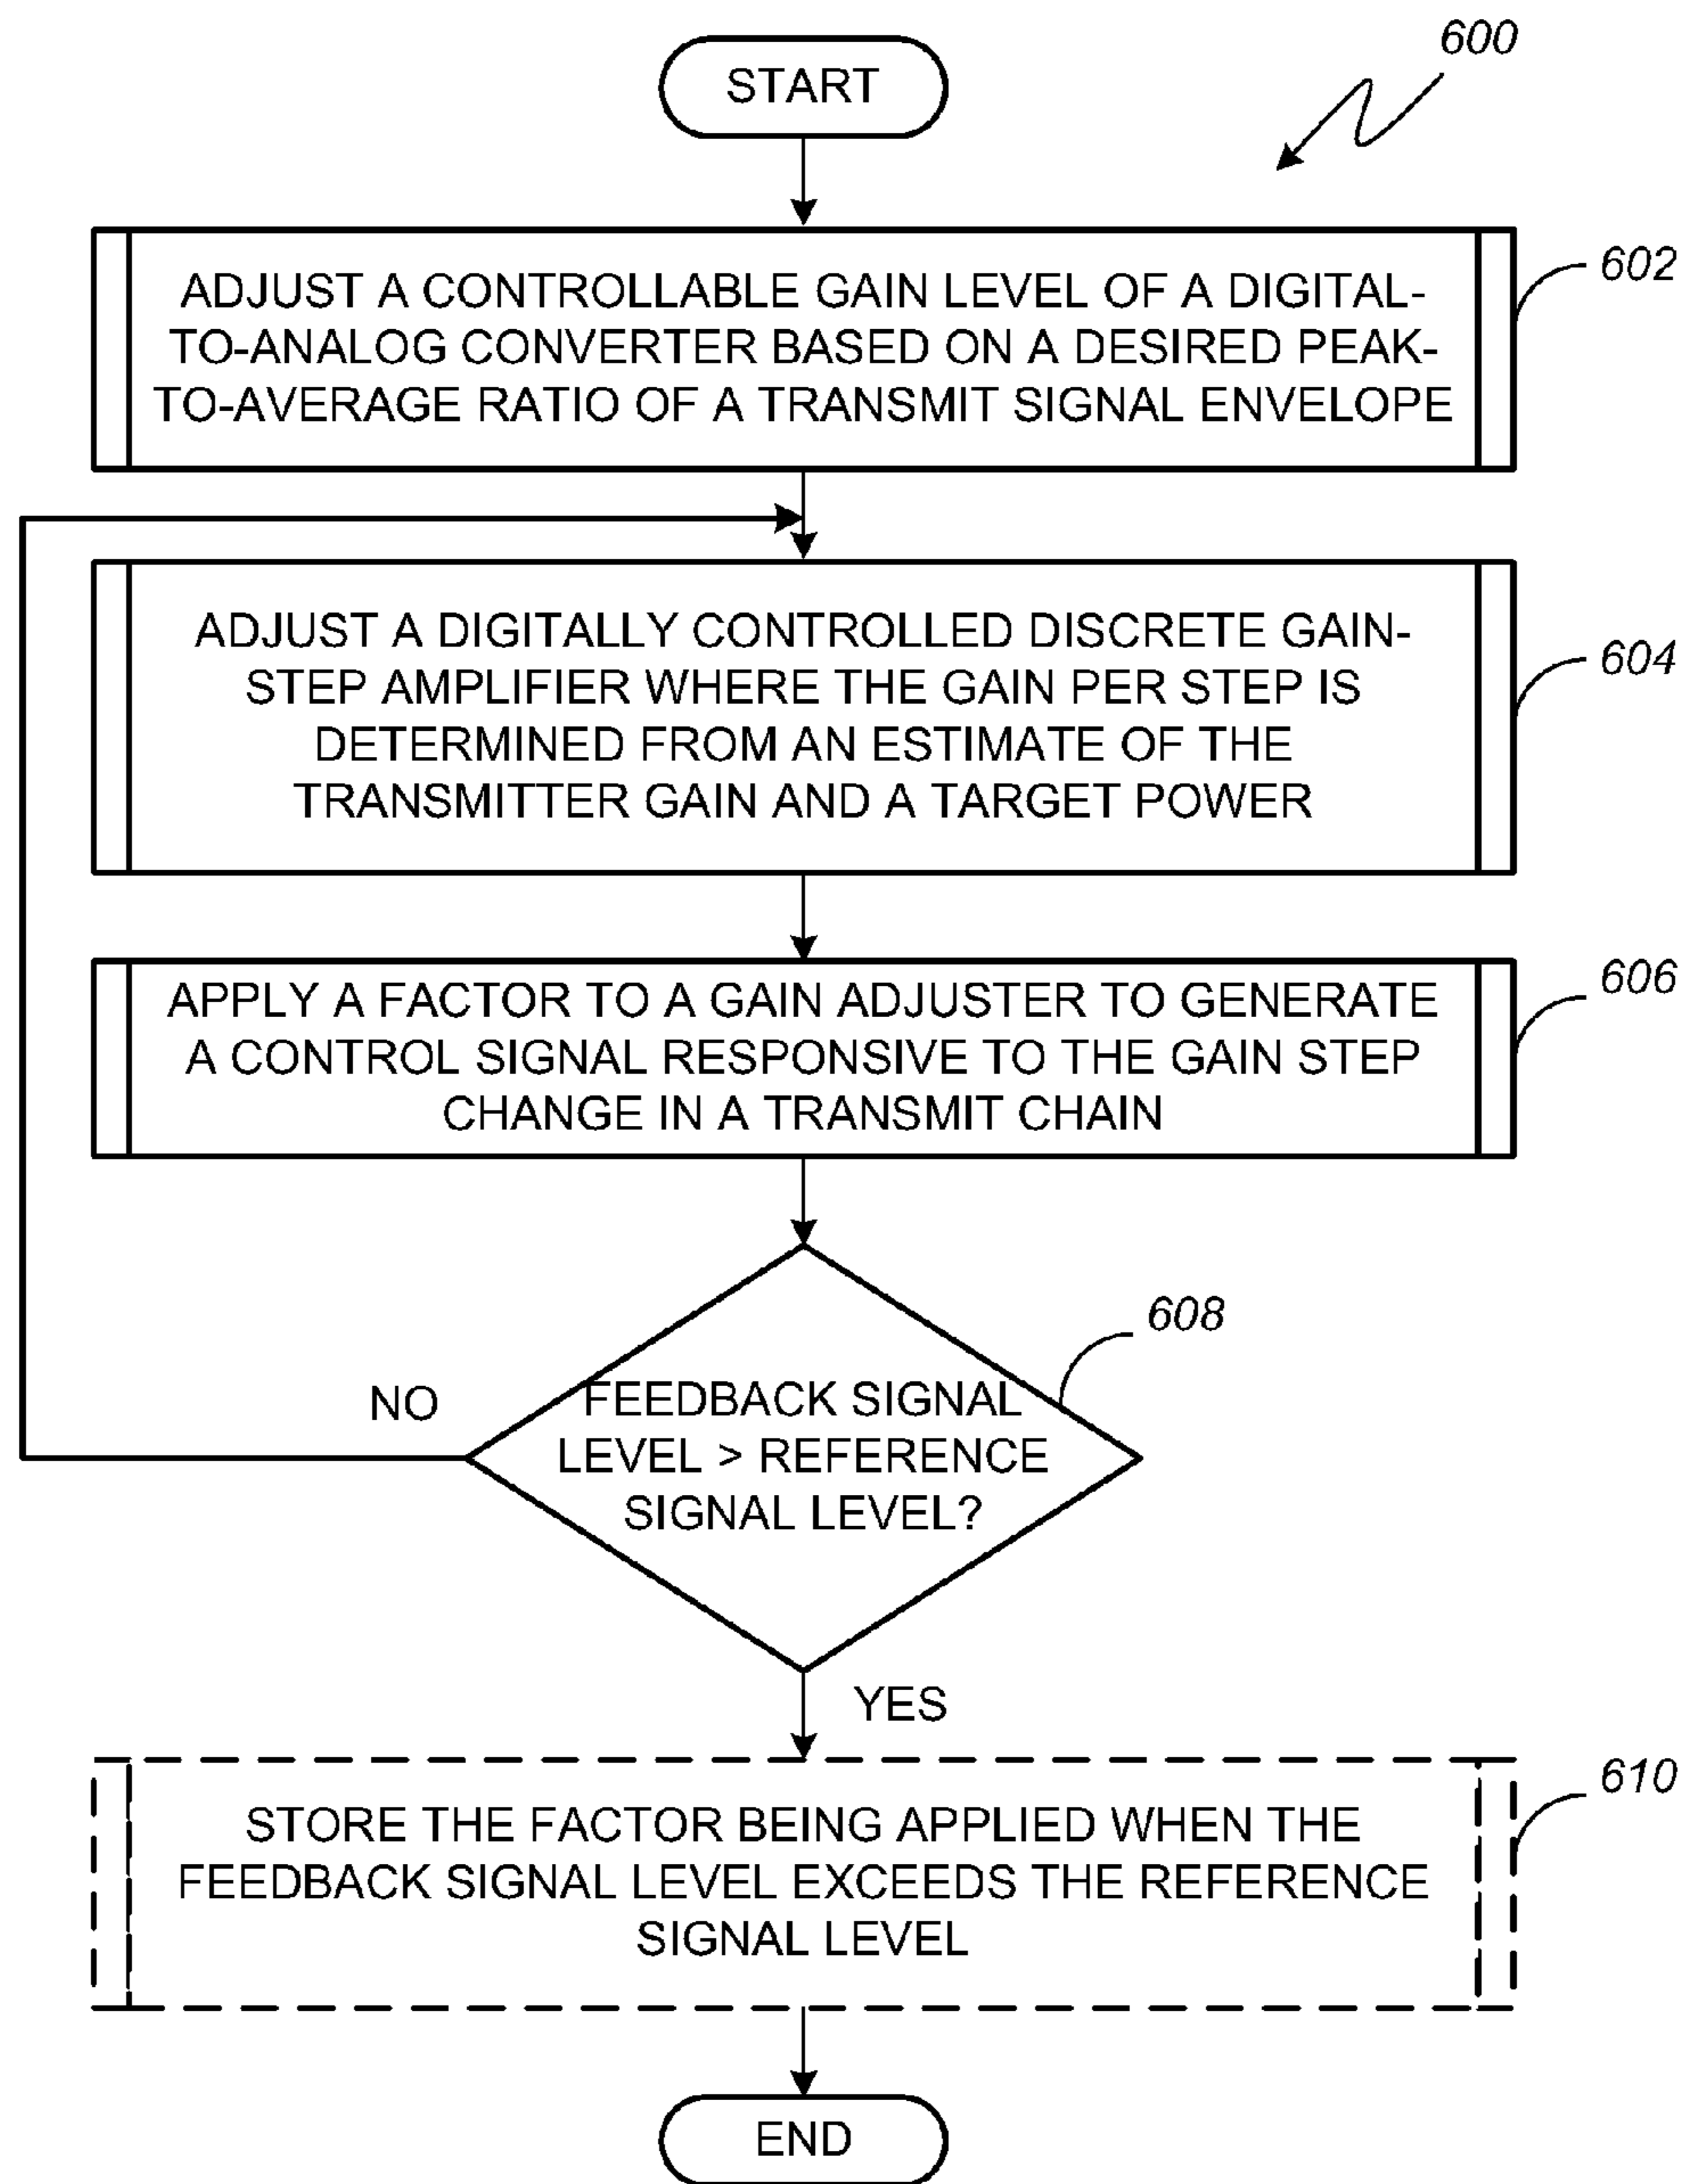 600
START
602
ADJUST A CONTROLLABLE GAIN LEVEL OF A DIGITAL-
TO-ANALOG CONVERTER BASED ON A DESIRED PEAK-
TO-AVERAGE RATIO OF A TRANSMIT SIGNAL ENVELOPE
604
ADJUST A DIGITALLY CONTROLLED DISCRETE GAIN-
STEP AMPLIFIER WHERE THE GAIN PER STEP IS
DETERMINED FROM AN ESTIMATE OF THE
TRANSMITTER GAIN AND A TARGET POWER
606
APPLY A FACTOR TO A GAIN ADJUSTER TO GENERATE
A CONTROL SIGNAL RESPONSIVE TO THE GAIN STEP
CHANGE IN A TRANSMIT CHAIN
608
NO
FEEDBACK SIGNAL
LEVEL > REFERENCE
SIGNAL LEVEL?
YES
610
STORE THE FACTOR BEING APPLIED WHEN THE
FEEDBACK SIGNAL LEVEL EXCEEDS THE REFERENCE
SIGNAL LEVEL
END